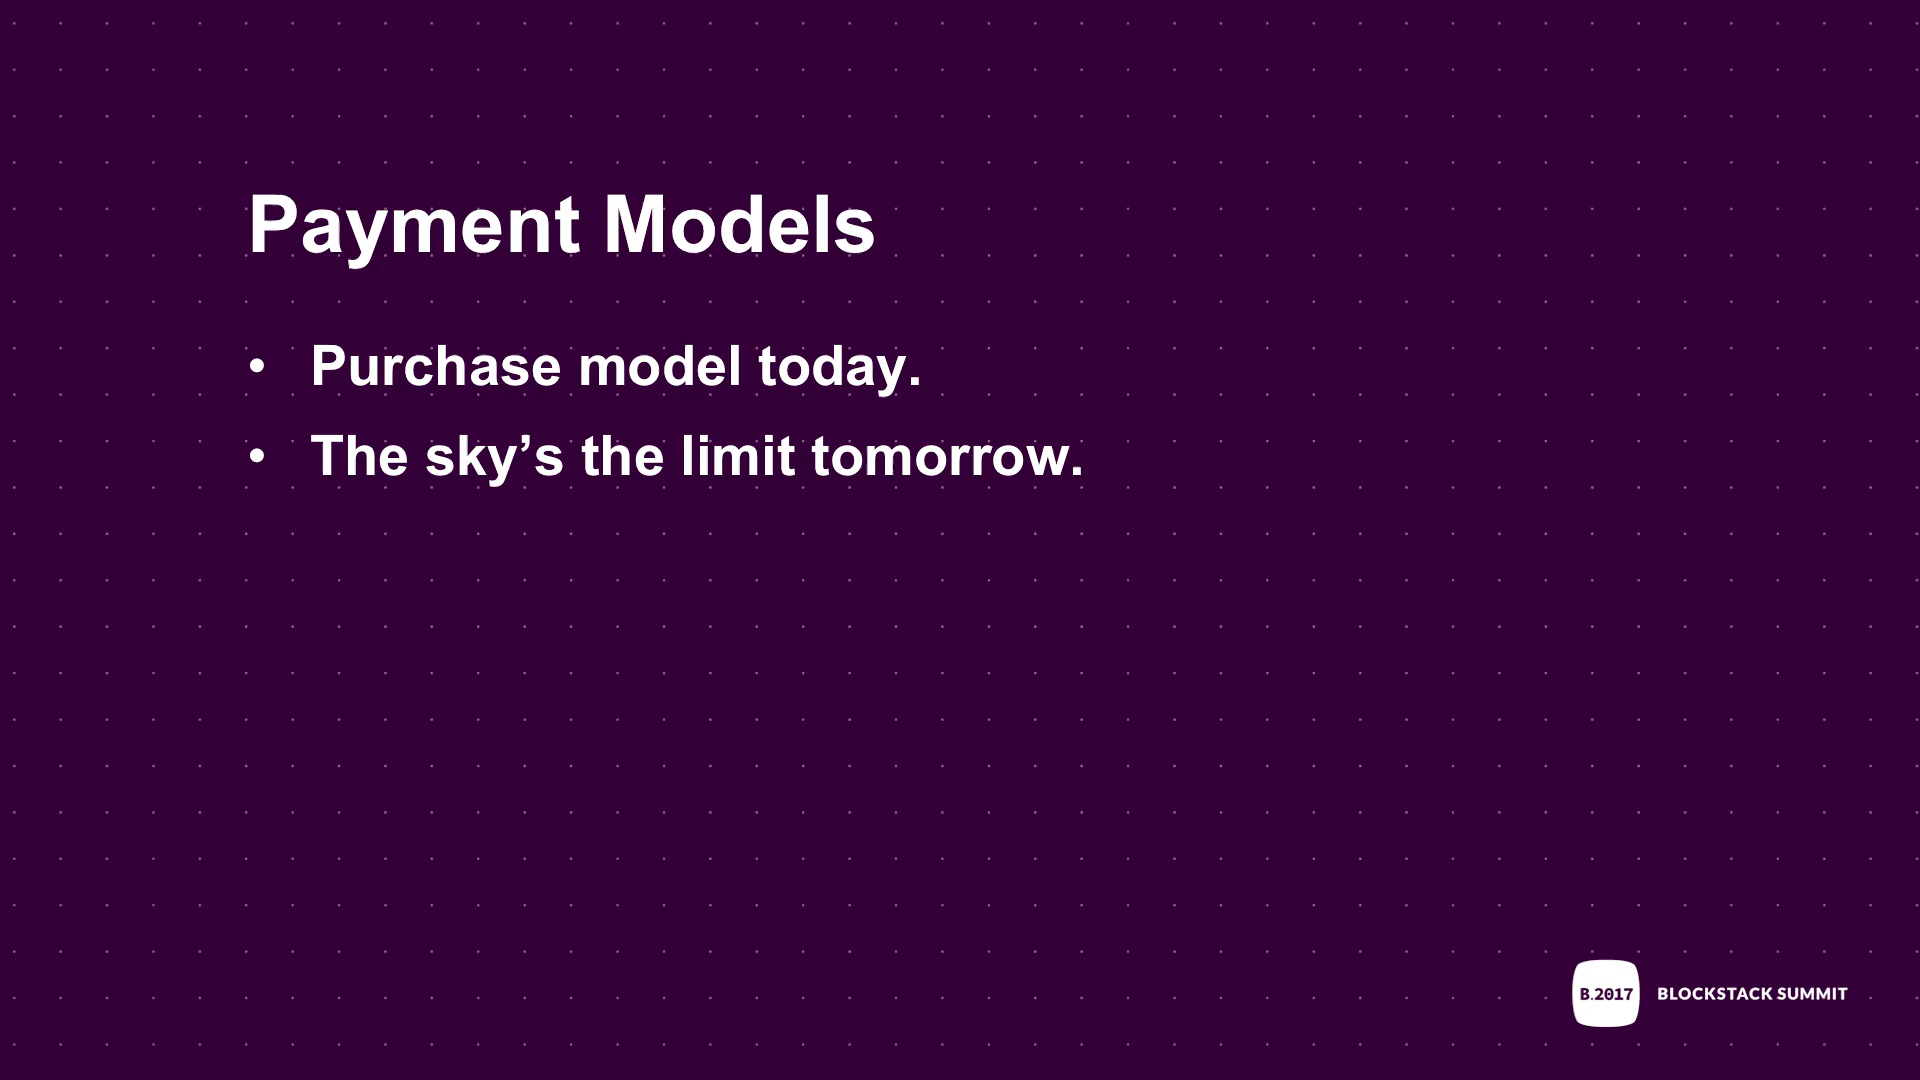 Payment Models
• Purchase model today.
• The sky’s the limit tomorrow.
B.2017 BLOCKSTACK SUMMIT